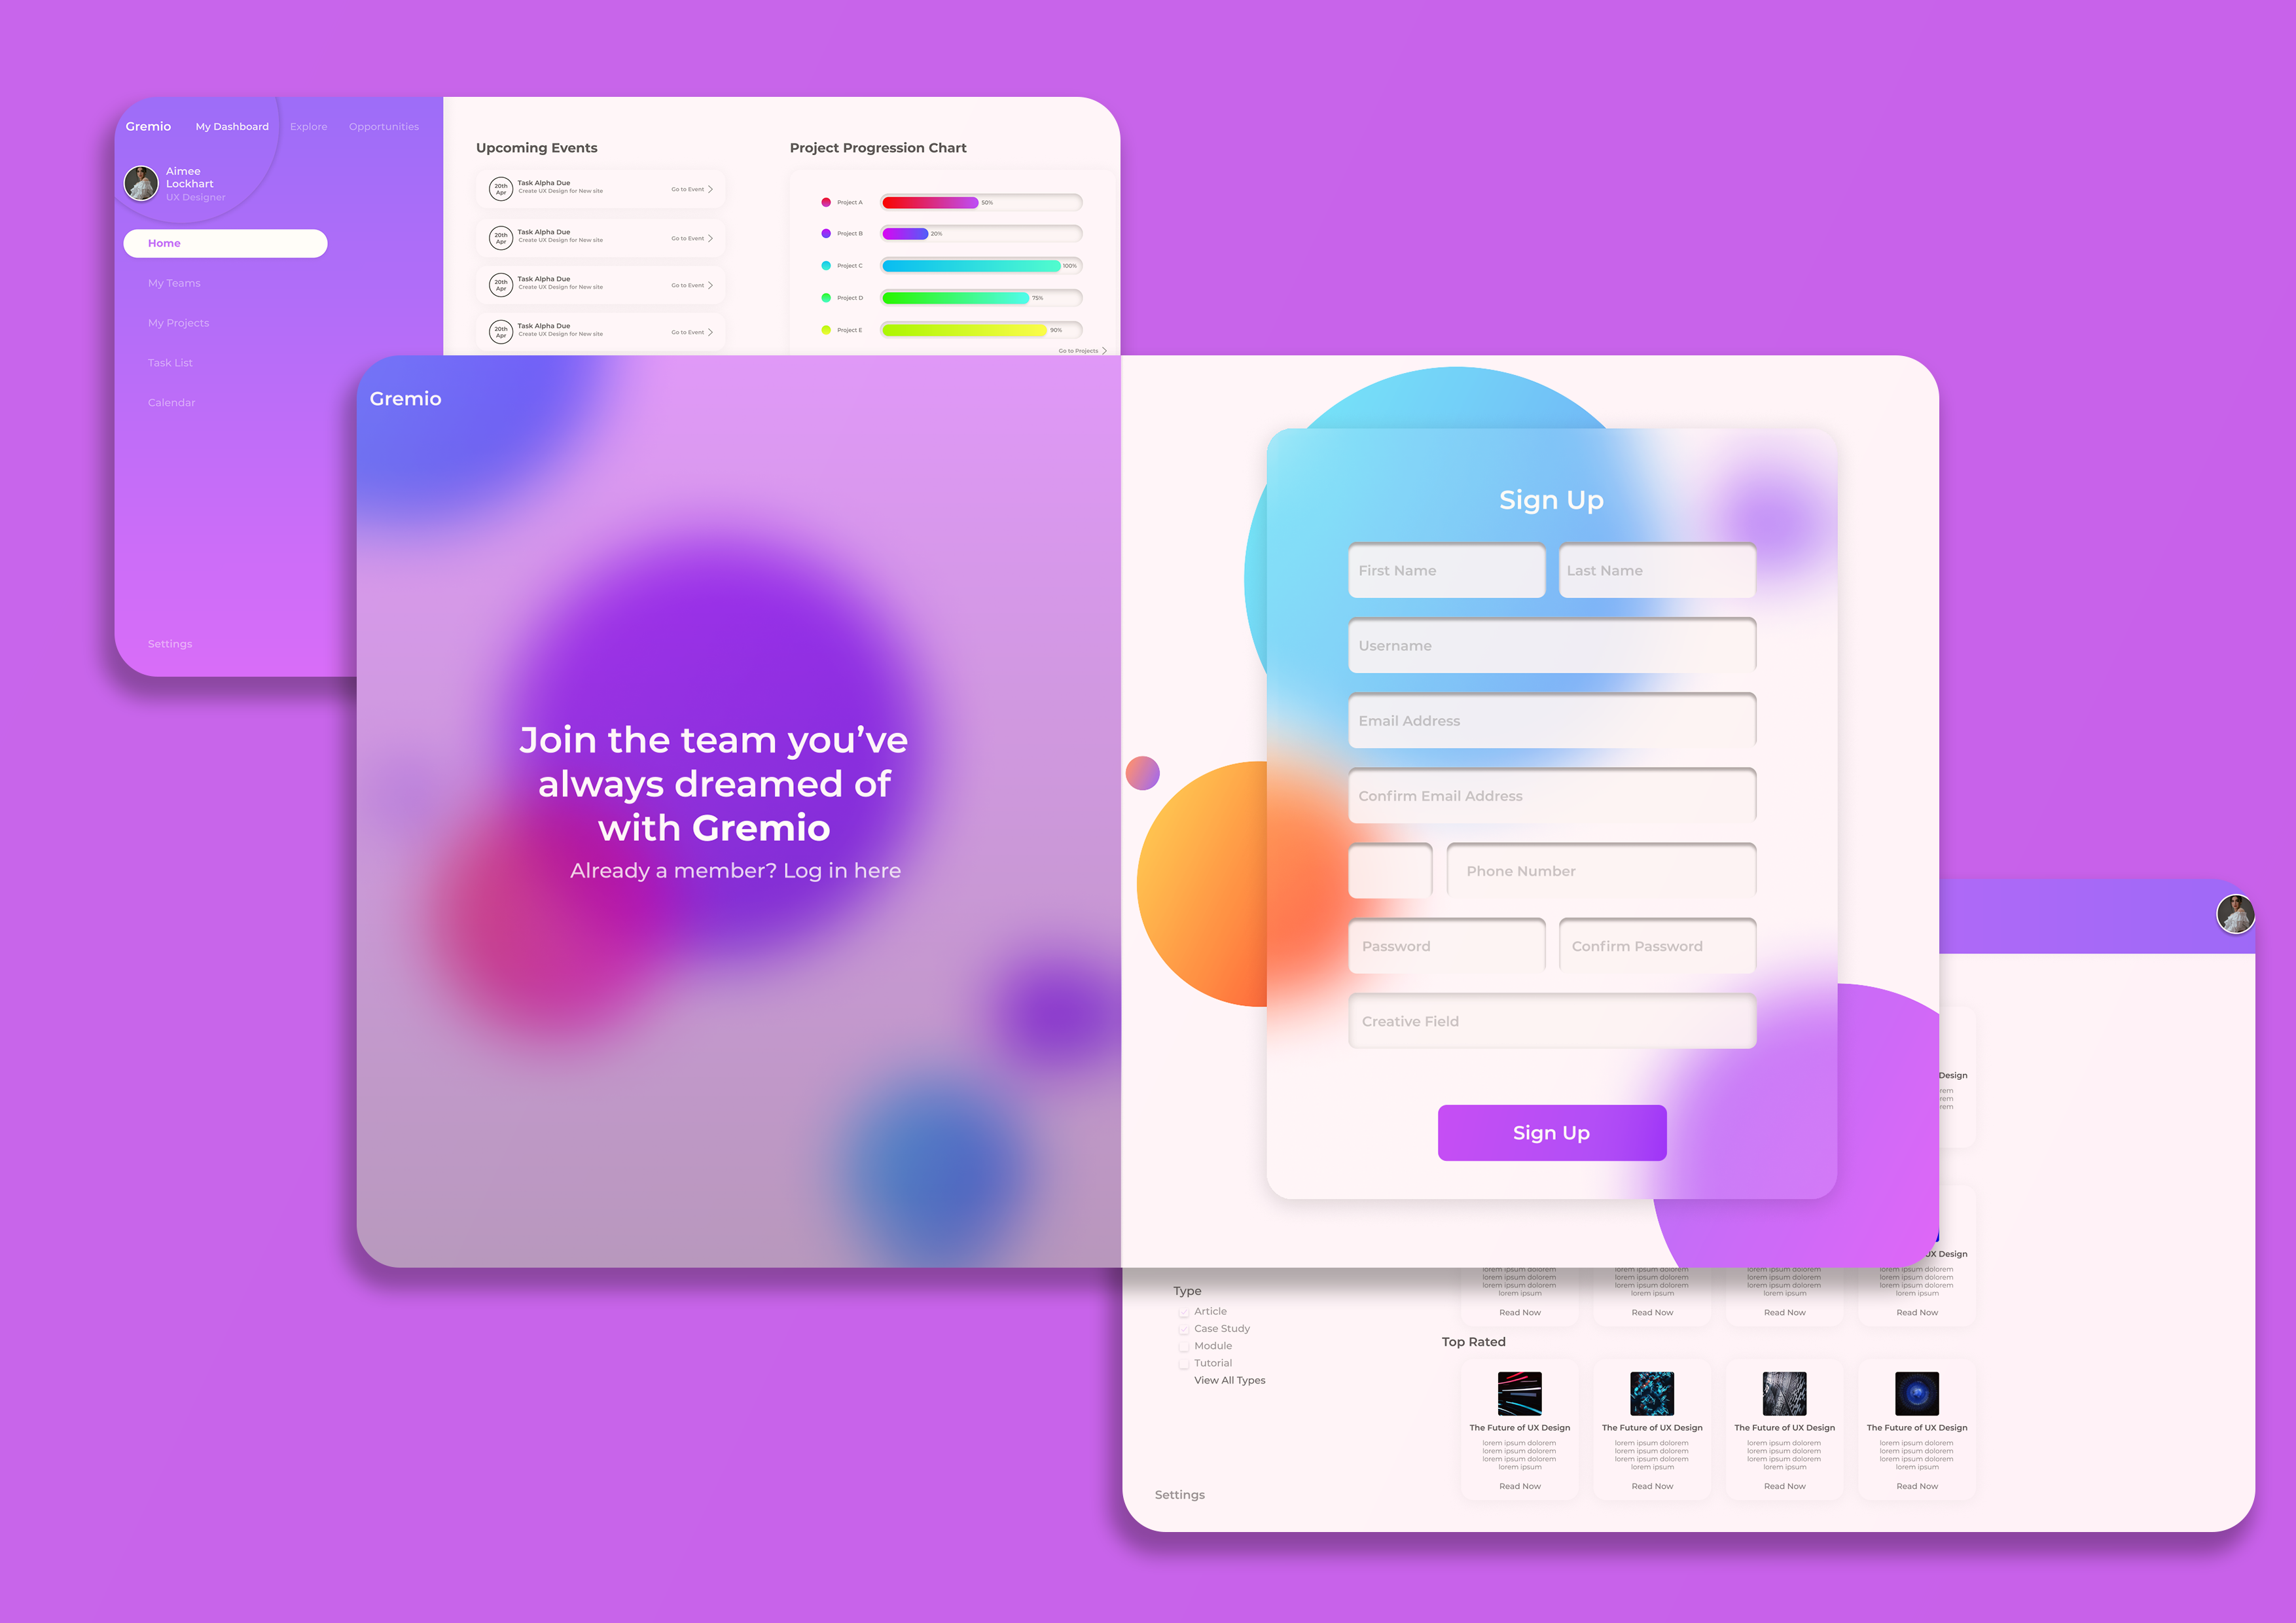 Gremio
My Dashboard
Explore
Opportunities
Aimee
Lockhart
UX Designer
Home
My Teams
My Projects
Task List
Calendar
Settings
Upcoming Events
20th
Apr
Task Alpha Due
Create UX Design for New site
Go to Event
20th
Apr
Task Alpha Due
Create UX Design for New site
Go to Event
20th
Apr
Task Alpha Due
Create UX Design for New site
Go to Event
20th
Apr
Task Alpha Due
Create UX Design for New site
Go to Event
Project Progression Chart
Project A
50%
Project B
20%
Project C
100%
Project D
75%
Project E
90%
Go to Projects
Gremio
Join the team you’ve
always dreamed of
with Gremio
Already a member? Log in here
Sign Up
First Name
Last Name
Username
Email Address
Confirm Email Address
Phone Number
Password
Confirm Password
Creative Field
Sign Up
Design
UX Design
Type
Article
Case Study
Module
Tutorial
View All Types
Settings
lorem ipsum dolorem
lorem ipsum dolorem
lorem ipsum dolorem
lorem ipsum
Read Now
lorem ipsum dolorem
lorem ipsum dolorem
lorem ipsum dolorem
lorem ipsum
Read Now
lorem ipsum dolorem
lorem ipsum dolorem
lorem ipsum dolorem
lorem ipsum
Read Now
lorem ipsum dolorem
lorem ipsum dolorem
lorem ipsum dolorem
lorem ipsum
Read Now
Top Rated
The Future of UX Design
lorem ipsum dolorem
lorem ipsum dolorem
lorem ipsum dolorem
lorem ipsum
Read Now
The Future of UX Design
lorem ipsum dolorem
lorem ipsum dolorem
lorem ipsum dolorem
lorem ipsum
Read Now
The Future of UX Design
lorem ipsum dolorem
lorem ipsum dolorem
lorem ipsum dolorem
lorem ipsum
Read Now
The Future of UX Design
lorem ipsum dolorem
lorem ipsum dolorem
lorem ipsum dolorem
lorem ipsum
Read Now